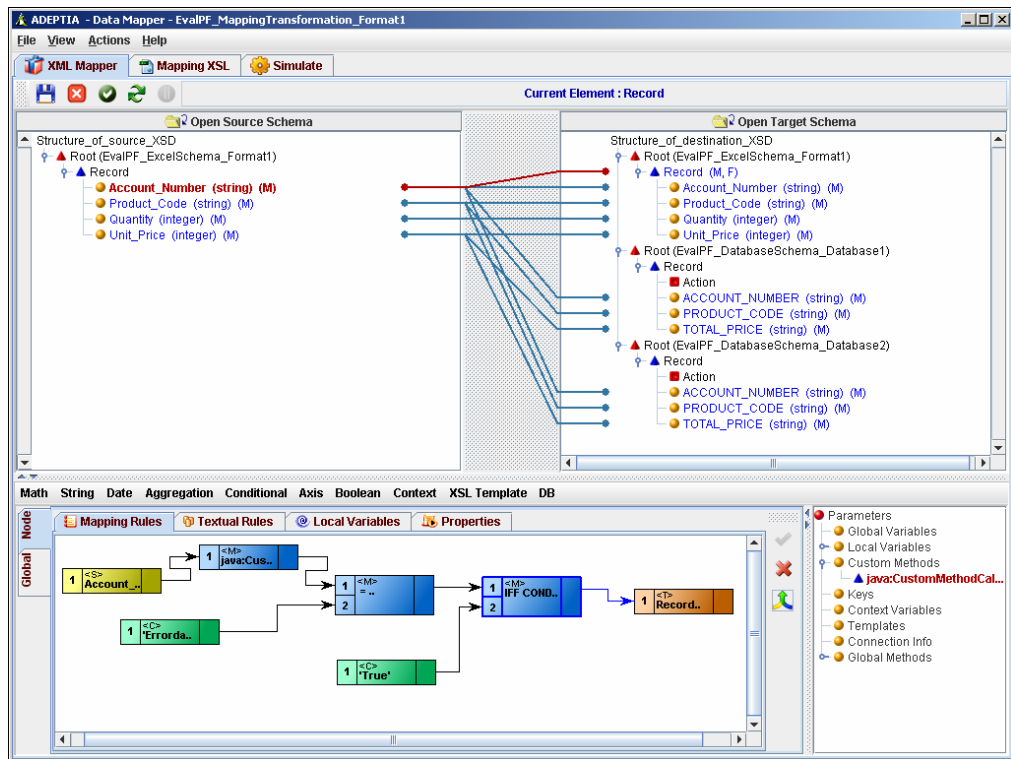 ADEPTIA - Data Mapper - EvalPF_MappingTransformation_Format1
File View Actions Help
XML Mapper Mapping XSL Simulate
Current Element : Record
Open Source Schema Open Target Schema
Structure_of_source_XSD
Root (EvalPF_ExcelSchema_Format1)
Record
Account_Number (string) (M)
Product_Code (string) (M)
Quantity (integer) (M)
Unit_Price (integer) (M)
Structure_of_destination_XSD
Root (EvalPF_ExcelSchema_Format1)
Record (M, F)
Account_Number (string) (M)
Product_Code (string) (M)
Quantity (integer) (M)
Unit_Price (integer) (M)
Root (EvalPF_DatabaseSchema_Database1)
Record
Action
ACCOUNT_NUMBER (string) (M)
PRODUCT_CODE (string) (M)
TOTAL_PRICE (string) (M)
Root (EvalPF_DatabaseSchema_Database2)
Record
Action
ACCOUNT_NUMBER (string) (M)
PRODUCT_CODE (string) (M)
TOTAL_PRICE (string) (M)
Math String Date Aggregation Conditional Axis Boolean Context XSL Template DB
Node
Global
Mapping Rules Textual Rules Local Variables Properties
1 <S> Account_..
1 <M> java:Cus..
1 2 <M> = ..
1 2 <M> IFF COND..
1 <T> Record..
1 <C> 'Errorda..
1 <C> 'True'
Parameters
Global Variables
Local Variables
Custom Methods
java:CustomMethodCal...
Keys
Context Variables
Templates
Connection Info
Global Methods